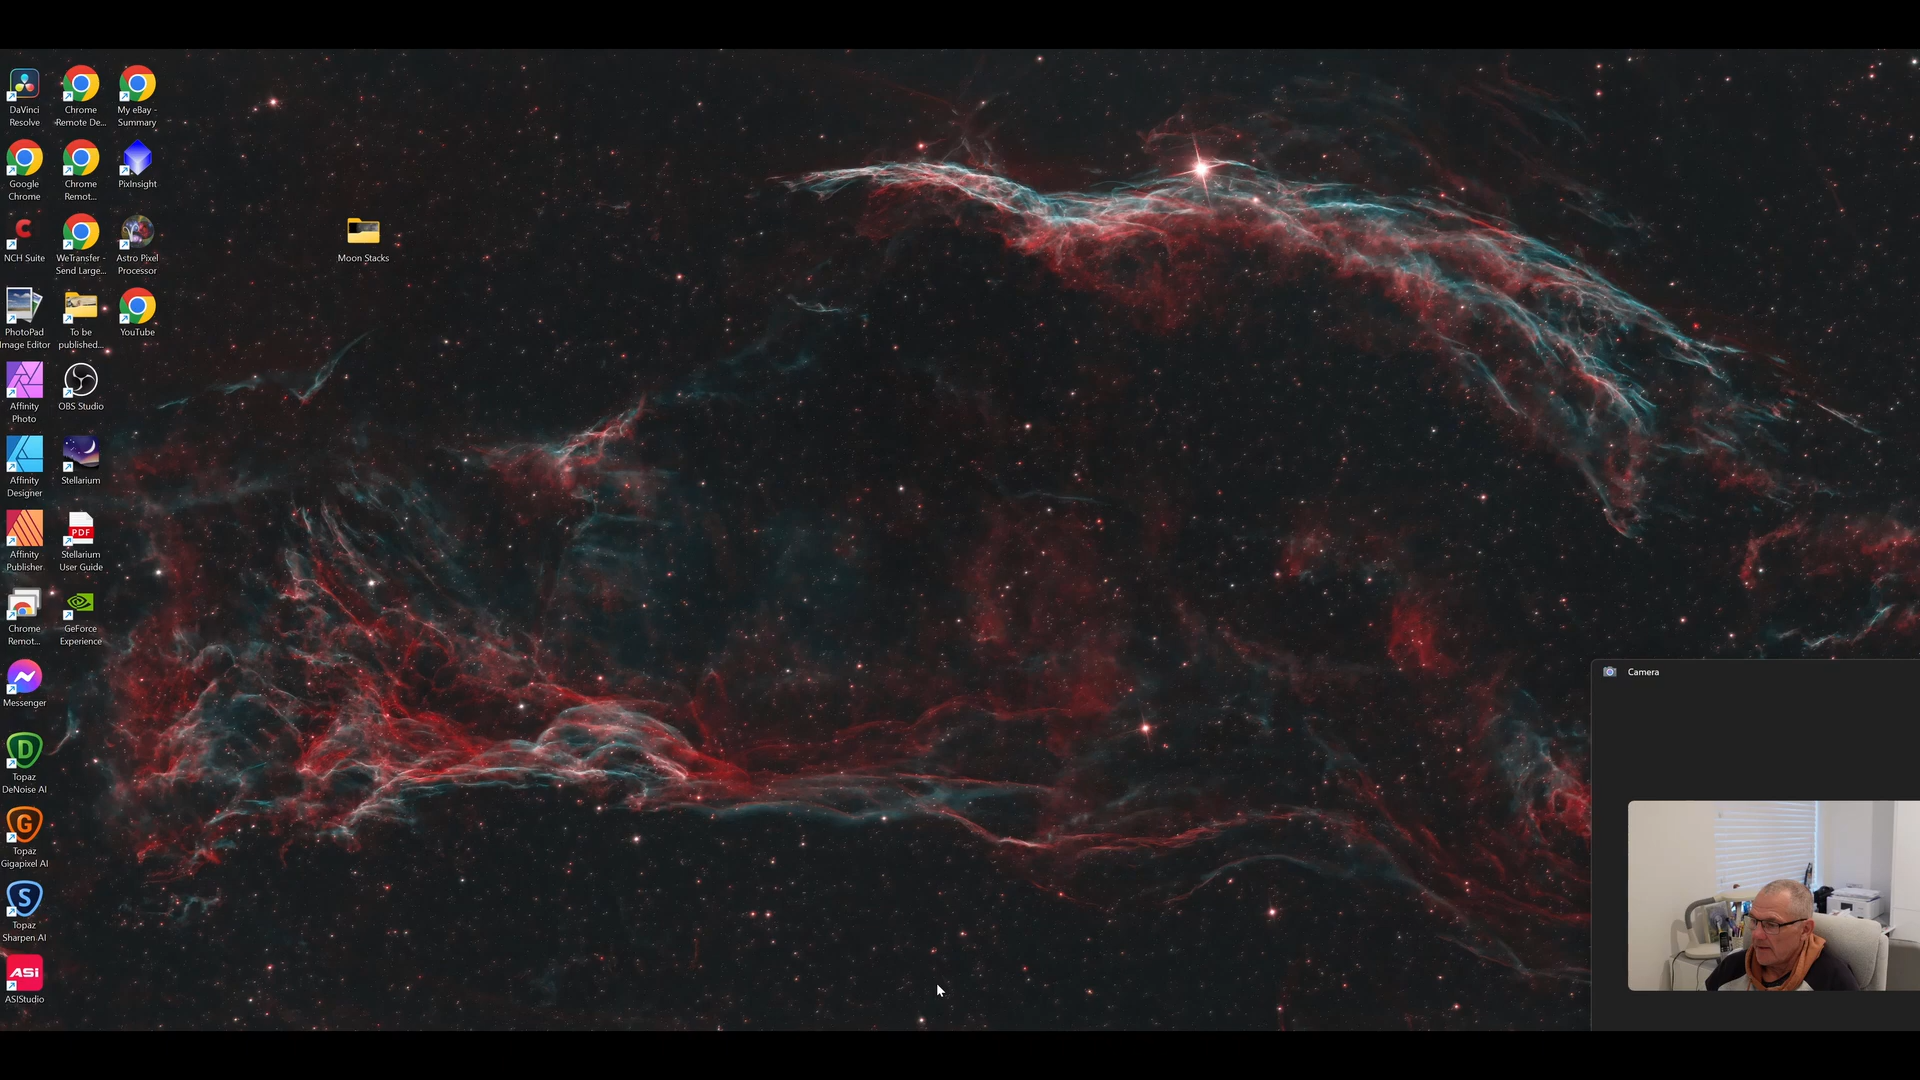 DaVinci
Resolve
Chrome
Remote De...
My eBay -
Summary
Google
Chrome
Chrome
Remot...
PixInsight
NCH Suite
WeTransfer -
Send Large...
Astro Pixel
Processor
Moon Stacks
PhotoPad
Image Editor
To be
published...
YouTube
Affinity
Photo
OBS Studio
Affinity
Designer
Stellarium
Affinity
Publisher
PDF
Stellarium
User Guide
Chrome
Remot...
GeForce
Experience
Messenger
D
Topaz
DeNoise AI
G
Topaz
Gigapixel AI
S
Topaz
Sharpen AI
ASi
ASIStudio
Camera